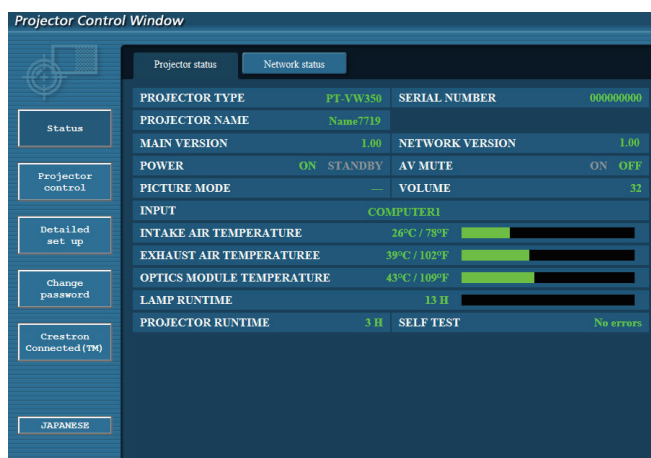 Projector Control Window
Projector status Network status
Status
Projector
control
Detailed
set up
Change
password
Crestron
Connected(TM)
JAPANESE
PROJECTOR TYPE PT-VW350 SERIAL NUMBER 000000000
PROJECTOR NAME Name7719
MAIN VERSION 1.00 NETWORK VERSION 1.00
POWER ON STANDBY AV MUTE ON OFF
PICTURE MODE --- VOLUME 32
INPUT COMPUTER1
INTAKE AIR TEMPERATURE 26°C / 78°F
EXHAUST AIR TEMPERATUREE 39°C / 102°F
OPTICS MODULE TEMPERATURE 43°C / 109°F
LAMP RUNTIME 13 H
PROJECTOR RUNTIME 3 H SELF TEST No errors